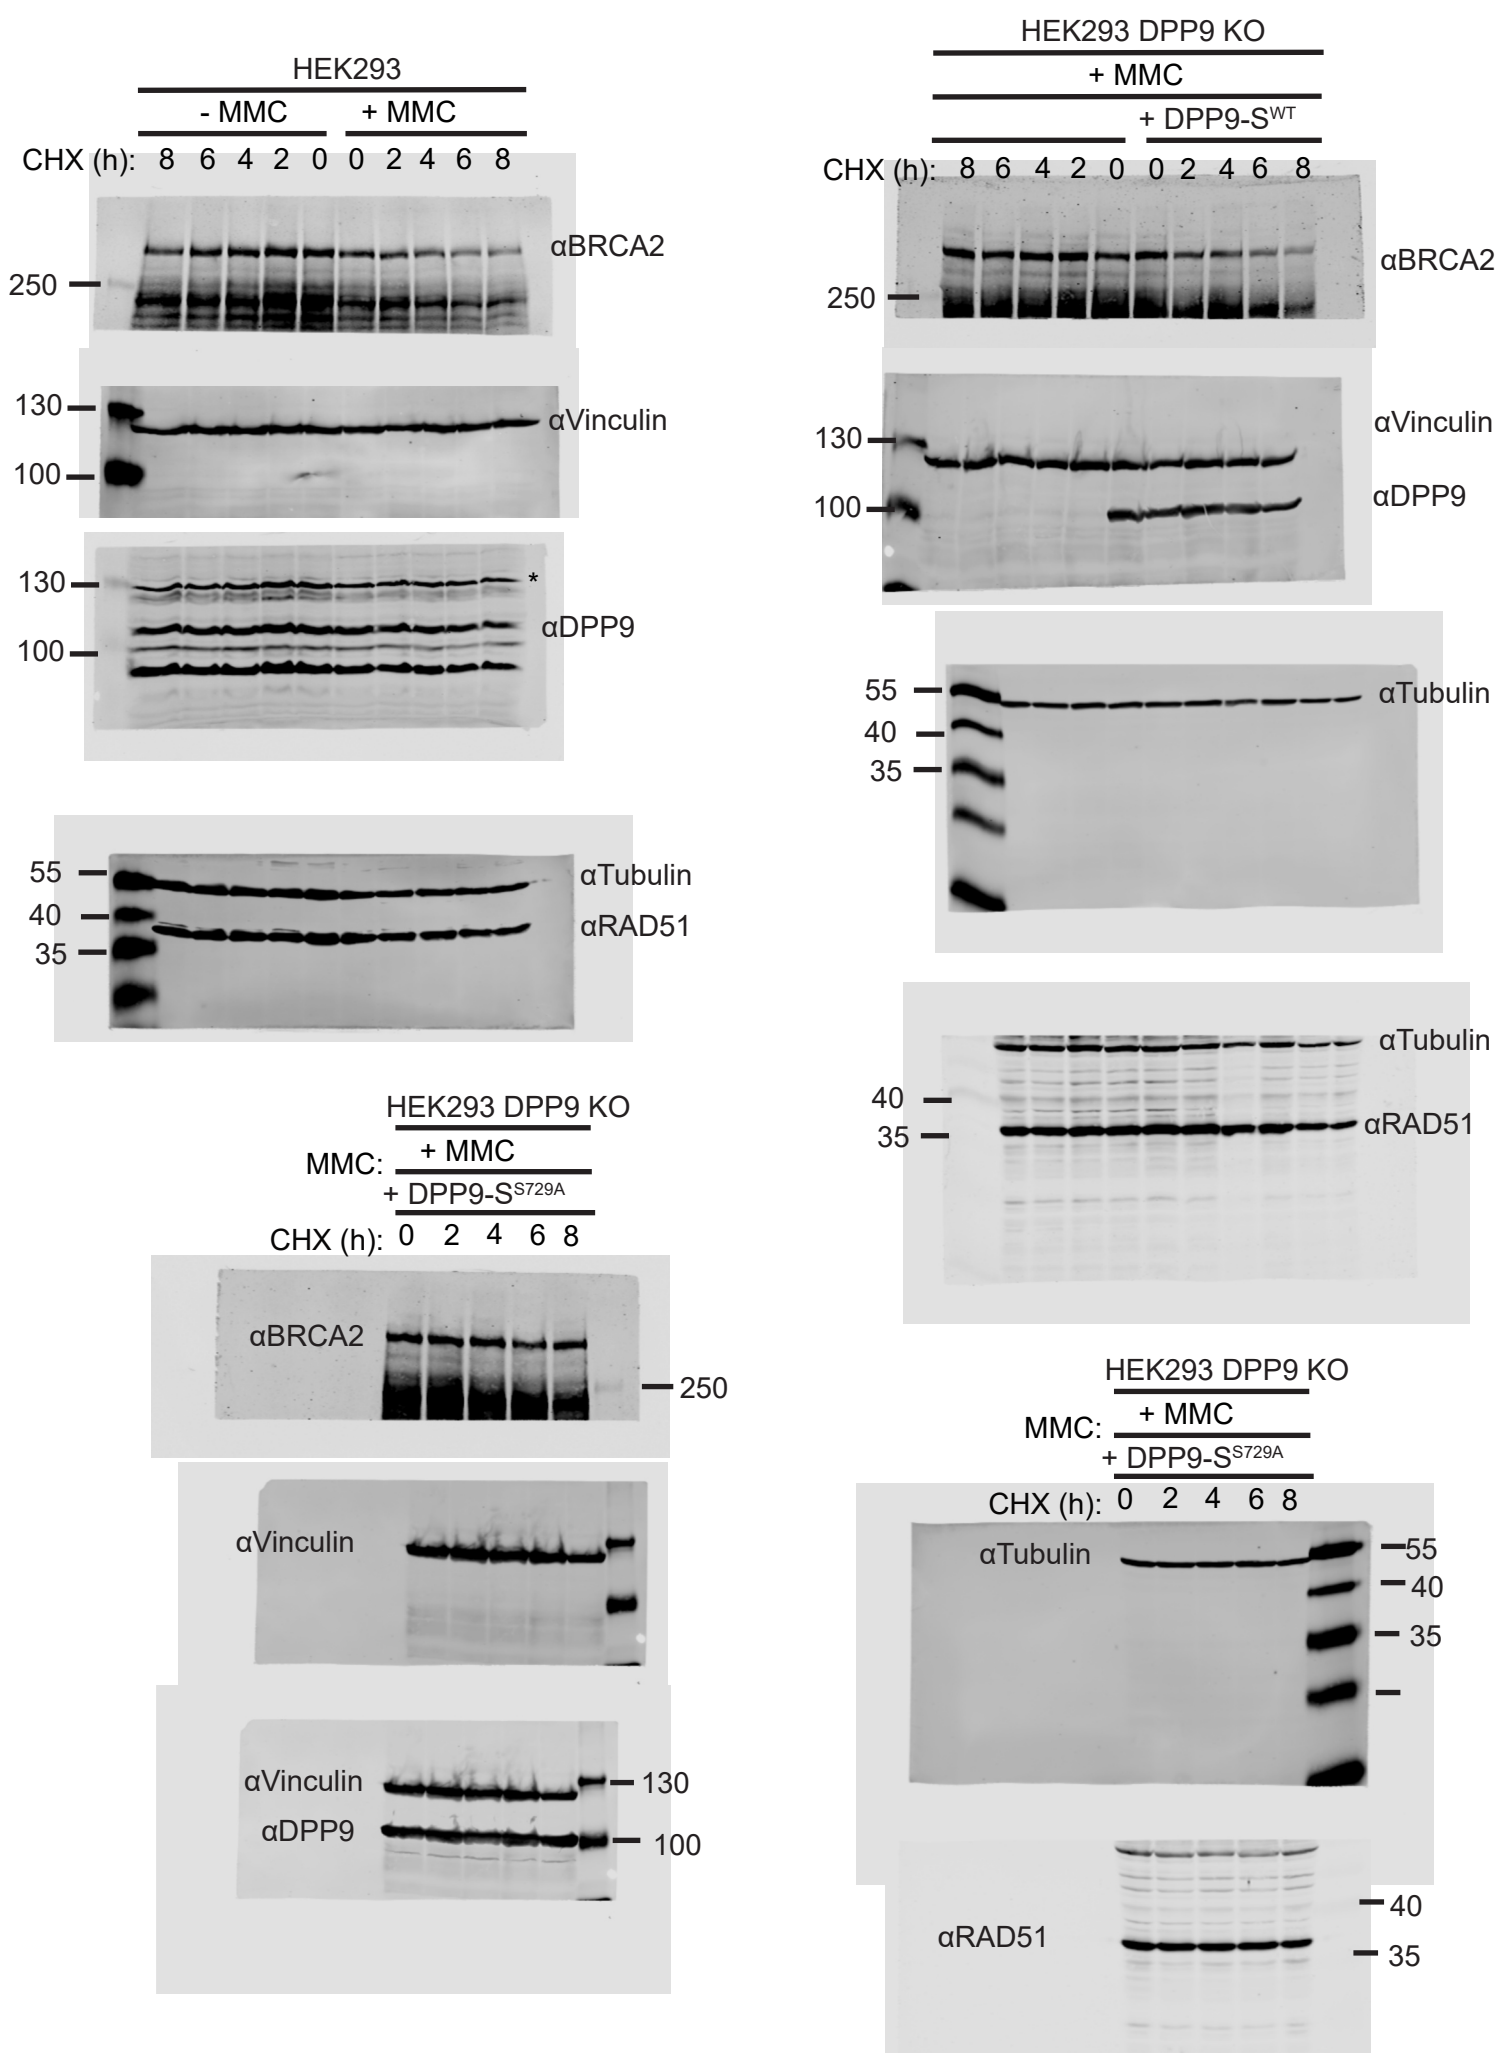 HEK293
- MMC + MMC
CHX (h): 8 6 4 2 0 0 2 4 6 8
αBRCA2
250
130
αVinculin
100
130
*
αDPP9
100
55
αTubulin
40
αRAD51
35
HEK293 DPP9 KO
+ MMC
+ DPP9-S^WT
CHX (h): 8 6 4 2 0 0 2 4 6 8
αBRCA2
250
αVinculin
130
αDPP9
100
55
αTubulin
40
35
αTubulin
40
αRAD51
35
HEK293 DPP9 KO
MMC: + MMC
+ DPP9-S^S729A
CHX (h): 0 2 4 6 8
αBRCA2
250
αVinculin
αVinculin
130
αDPP9
100
HEK293 DPP9 KO
MMC: + MMC
+ DPP9-S^S729A
CHX (h): 0 2 4 6 8
αTubulin
55
40
35
40
αRAD51
35